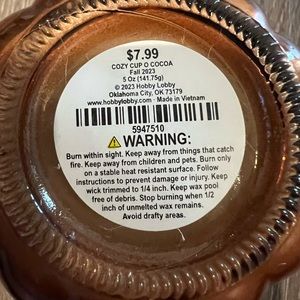 $7.99
COZY CUP O COCOA
Fall 2023
5 Oz (141.75g)
© 2023 Hobby Lobby
Oklahoma City, OK 73179
www.hobbylobby.com · Made in Vietnam
5947510
⚠ WARNING:
Burn within sight. Keep away from things that catch
fire. Keep away from children and pets. Burn only
on a stable heat resistant surface. Follow
instructions to prevent damage or injury. Keep
wick trimmed to 1/4 inch. Keep wax pool
free of debris. Stop burning when 1/2
inch of unmelted wax remains.
Avoid drafty areas.